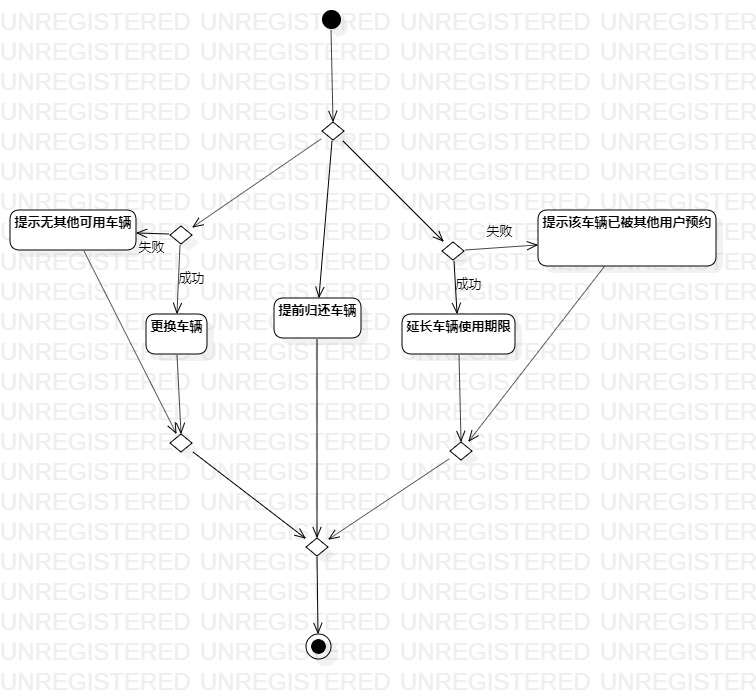 UNREGISTERED UNREGISTERED UNREGISTERED UNREGISTERED
提示无其他可用车辆
提示该车辆已被其他用户预约
失败
失败
成功
成功
提前归还车辆
更换车辆
延长车辆使用期限